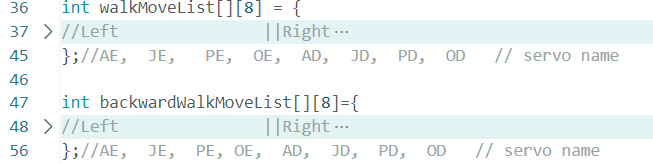 36 int walkMoveList[][8] = {
37 > //Left ||Right…
45 };//AE, JE, PE, OE, AD, JD, PD, OD // servo name
46
47 int backwardWalkMoveList[][8]={
48 > //Left ||Right…
56 };//AE, JE, PE, OE, AD, JD, PD, OD // servo name